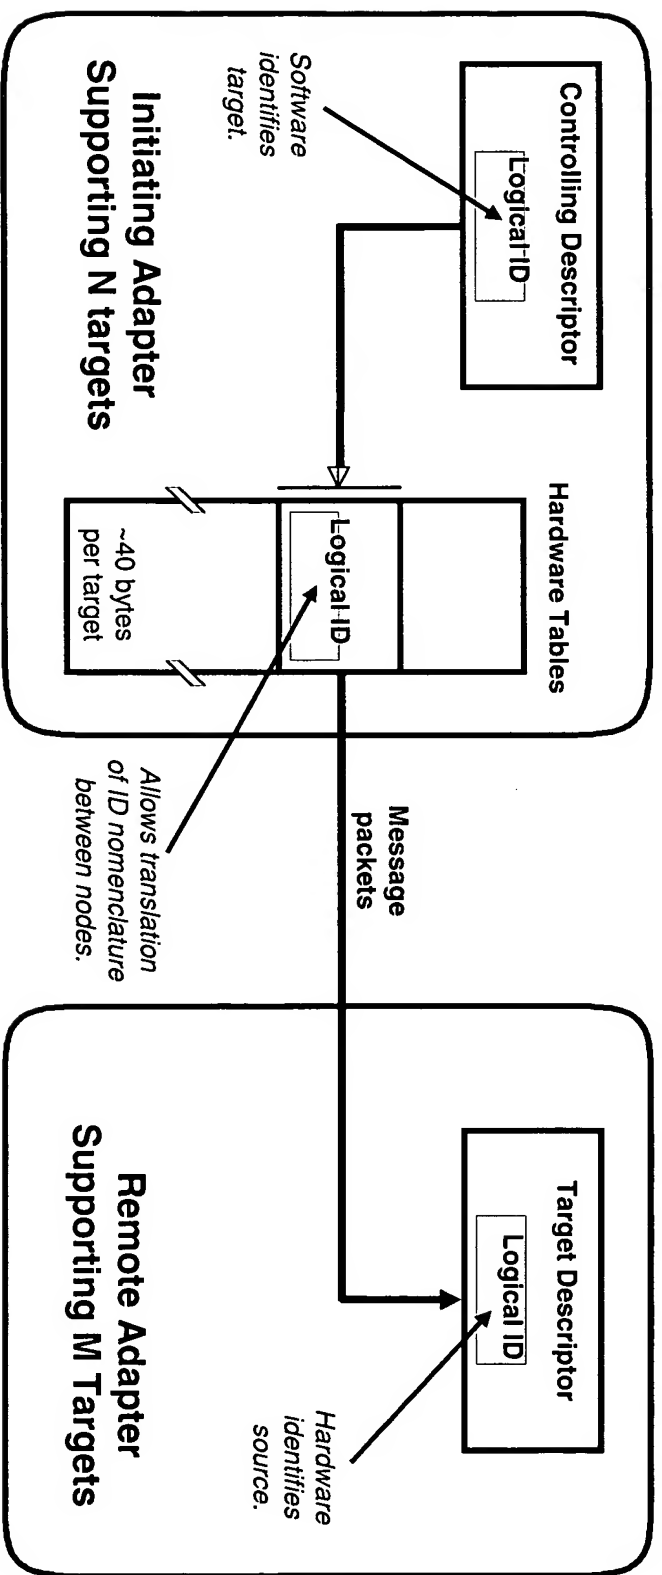 Controlling Descriptor
Logical ID
Software
identifies
target.
Initiating Adapter
Supporting N targets
Hardware Tables
Logical ID
~40 bytes
per target
Allows translation
of ID nomenclature
between nodes.
Message
packets
Target Descriptor
Logical ID
Hardware
identifies
source.
Remote Adapter
Supporting M Targets